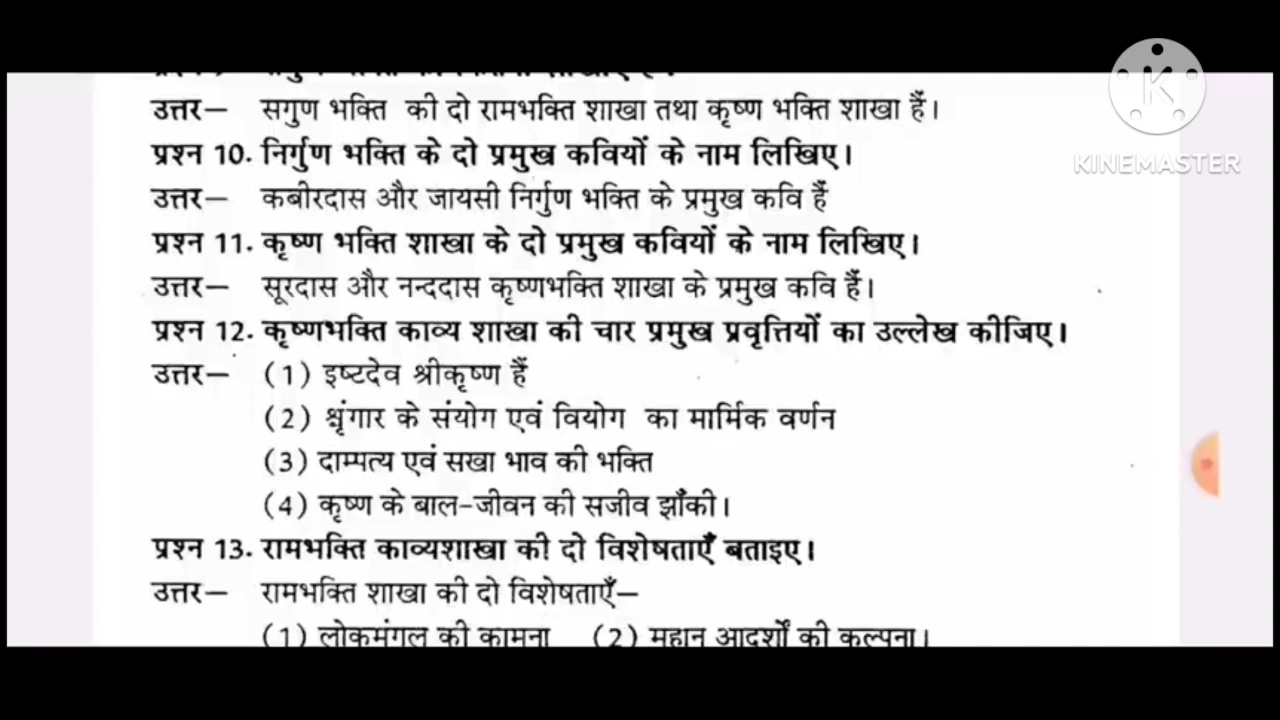 उत्तर– सगुण भक्ति की दो रामभक्ति शाखा तथा कृष्ण भक्ति शाखा हैं।
प्रश्न 10. निर्गुण भक्ति के दो प्रमुख कवियों के नाम लिखिए।
उत्तर– कबीरदास और जायसी निर्गुण भक्ति के प्रमुख कवि हैं
प्रश्न 11. कृष्ण भक्ति शाखा के दो प्रमुख कवियों के नाम लिखिए।
उत्तर– सूरदास और नन्ददास कृष्णभक्ति शाखा के प्रमुख कवि हैं।
प्रश्न 12. कृष्णभक्ति काव्य शाखा की चार प्रमुख प्रवृत्तियों का उल्लेख कीजिए।
उत्तर– (1) इष्टदेव श्रीकृष्ण हैं
(2) श्रृंगार के संयोग एवं वियोग का मार्मिक वर्णन
(3) दाम्पत्य एवं सखा भाव की भक्ति
(4) कृष्ण के बाल-जीवन की सजीव झाँकी।
प्रश्न 13. रामभक्ति काव्यशाखा की दो विशेषताएँ बताइए।
उत्तर– रामभक्ति शाखा की दो विशेषताएँ–
(1) लोकमंगल की कामना (2) महान आदर्शों की कल्पना।
K
KINEMASTER